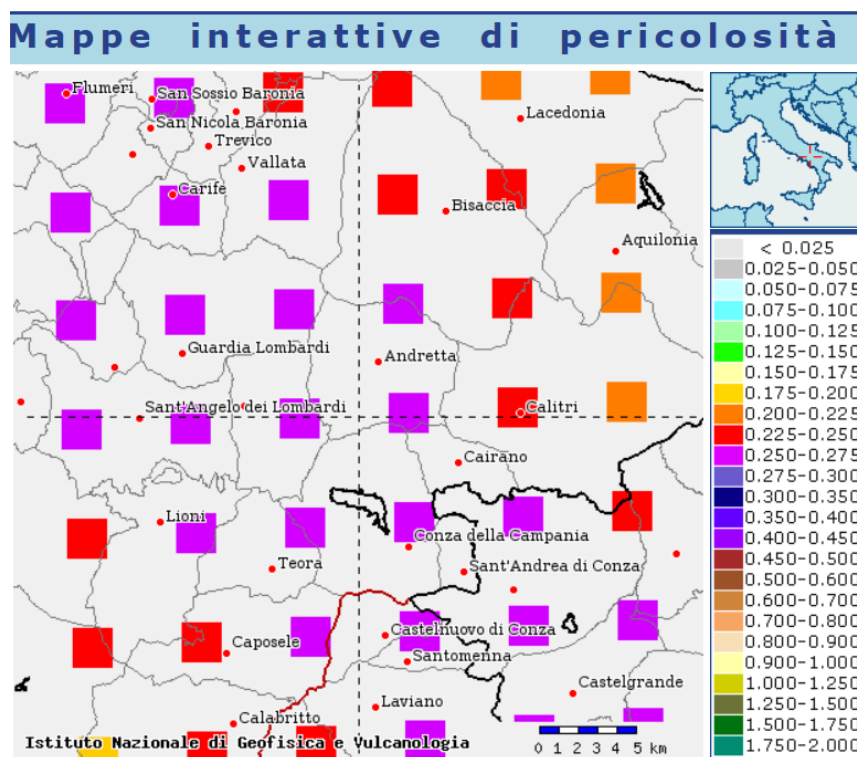 Mappe interattive di pericolosità
Flumeri
San Sossio Baronia
Lacedonia
San Nicola Baronia
Trevico
Vallata
Carife
Bisaccia
Aquilonia
Guardia Lombardi
Andretta
Sant'Angelo dei Lombardi
Calitri
Cairano
Lioni
Conza della Campania
Teora
Sant'Andrea di Conza
Castelnuovo di Conza
Caposele
Santomenna
Castelgrande
Laviano
Calabritto
Istituto Nazionale di Geofisica e Vulcanologia
0 1 2 3 4 5 km
< 0.025
0.025-0.050
0.050-0.075
0.075-0.100
0.100-0.125
0.125-0.150
0.150-0.175
0.175-0.200
0.200-0.225
0.225-0.250
0.250-0.275
0.275-0.300
0.300-0.350
0.350-0.400
0.400-0.450
0.450-0.500
0.500-0.600
0.600-0.700
0.700-0.800
0.800-0.900
0.900-1.000
1.000-1.250
1.250-1.500
1.500-1.750
1.750-2.000